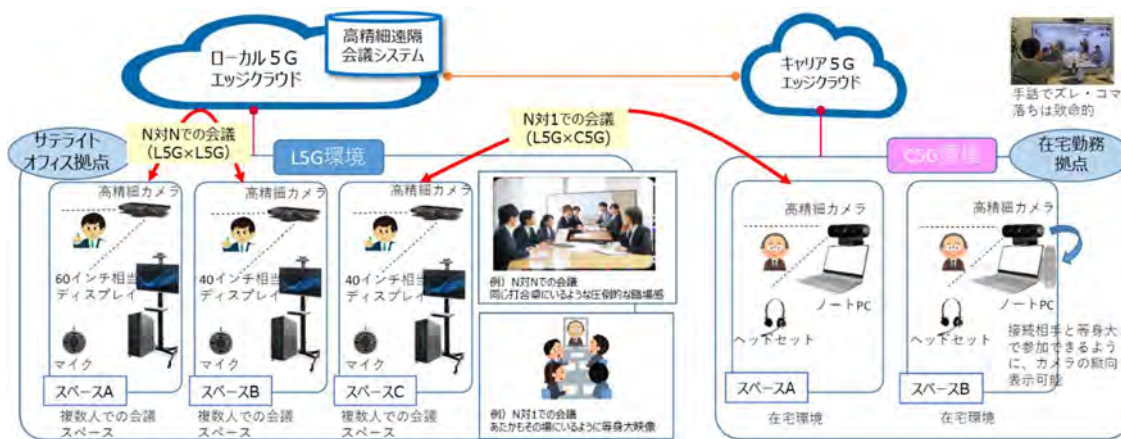 ローカル５Ｇ
エッジクラウド
高精細遠隔
会議システム
キャリア５Ｇ
エッジクラウド
手話でズレ・コマ
落ちは致命的
サテライト
オフィス拠点
N対Nでの会議
(L5G×L5G)
L5G環境
N対1での会議
(L5G×C5G)
C5G環境
在宅勤務
拠点
高精細カメラ
60インチ相当
ディスプレイ
マイク
スペースA
複数人での会議
スペース
高精細カメラ
40インチ相当
ディスプレイ
マイク
スペースB
複数人での会議
スペース
高精細カメラ
40インチ相当
ディスプレイ
マイク
スペースC
複数人での会議
スペース
例）N対Nでの会議
同じ打合卓にいるような圧倒的な臨場感
例）N対1での会議
あたかもその場にいるように等身大映像
高精細カメラ
ノートPC
ヘッドセット
スペースA
在宅環境
高精細カメラ
ノートPC
ヘッドセット
接続相手と等身大
で参加できるよう
に、カメラの縦向
表示可能
スペースB
在宅環境